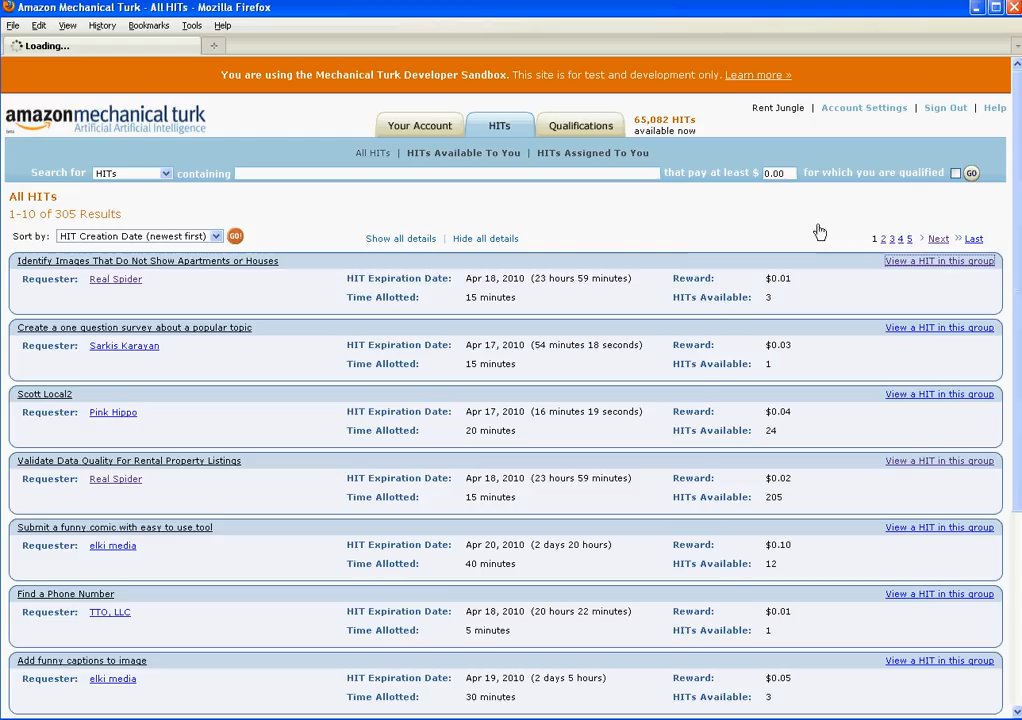 Amazon Mechanical Turk - All HITs - Mozilla Firefox
File Edit View History Bookmarks Tools Help
Loading...
You are using the Mechanical Turk Developer Sandbox. This site is for test and development only. Learn more »
Rent Jungle | Account Settings | Sign Out | Help
amazonmechanical turk
beta Artificial Artificial Intelligence
Your Account HITs Qualifications 65,082 HITs available now
All HITs | HITs Available To You | HITs Assigned To You
Search for HITs containing that pay at least $ 0.00 for which you are qualified GO
All HITs
1-10 of 305 Results
Sort by: HIT Creation Date (newest first) GO! Show all details | Hide all details 1 2 3 4 5 › Next » Last
Identify Images That Do Not Show Apartments or Houses View a HIT in this group
Requester: Real Spider HIT Expiration Date: Apr 18, 2010 (23 hours 59 minutes) Reward: $0.01
Time Allotted: 15 minutes HITs Available: 3
Create a one question survey about a popular topic View a HIT in this group
Requester: Sarkis Karayan HIT Expiration Date: Apr 17, 2010 (54 minutes 18 seconds) Reward: $0.03
Time Allotted: 15 minutes HITs Available: 1
Scott Local2 View a HIT in this group
Requester: Pink Hippo HIT Expiration Date: Apr 17, 2010 (16 minutes 19 seconds) Reward: $0.04
Time Allotted: 20 minutes HITs Available: 24
Validate Data Quality For Rental Property Listings View a HIT in this group
Requester: Real Spider HIT Expiration Date: Apr 18, 2010 (23 hours 59 minutes) Reward: $0.02
Time Allotted: 15 minutes HITs Available: 205
Submit a funny comic with easy to use tool View a HIT in this group
Requester: elki media HIT Expiration Date: Apr 20, 2010 (2 days 20 hours) Reward: $0.10
Time Allotted: 40 minutes HITs Available: 12
Find a Phone Number View a HIT in this group
Requester: TTO, LLC HIT Expiration Date: Apr 18, 2010 (20 hours 22 minutes) Reward: $0.01
Time Allotted: 5 minutes HITs Available: 1
Add funny captions to image View a HIT in this group
Requester: elki media HIT Expiration Date: Apr 19, 2010 (2 days 5 hours) Reward: $0.05
Time Allotted: 30 minutes HITs Available: 3